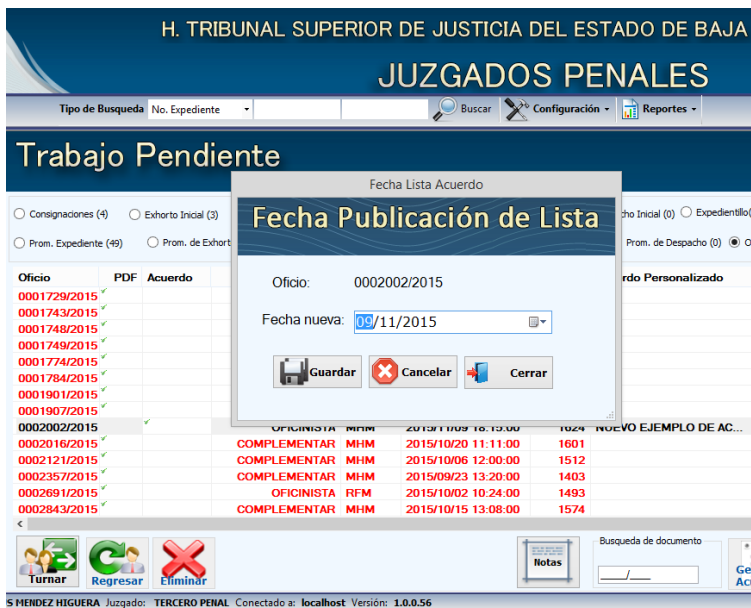 H. TRIBUNAL SUPERIOR DE JUSTICIA DEL ESTADO DE BAJA
JUZGADOS PENALES
Tipo de Busqueda No. Expediente Buscar Configuración Reportes
Trabajo Pendiente
Fecha Lista Acuerdo
Fecha Publicación de Lista
Consignaciones (4) Exhorto Inicial (3) cho Inicial (0) Expedientillo(
Prom. Expediente (49) Prom. de Exhort Prom. de Despacho (0) O
Oficio: 0002002/2015
Fecha nueva: 09/11/2015
Guardar Cancelar Cerrar
Oficio PDF Acuerdo rdo Personalizado
0001729/2015
0001743/2015
0001748/2015
0001749/2015
0001774/2015
0001784/2015
0001901/2015
0001907/2015
0002002/2015 OFICINISTA MHM 2015/11/09 18:15:00 1624 NUEVO EJEMPLO DE AC...
0002016/2015 COMPLEMENTAR MHM 2015/10/20 11:11:00 1601
0002121/2015 COMPLEMENTAR MHM 2015/10/06 12:00:00 1512
0002357/2015 COMPLEMENTAR MHM 2015/09/23 13:20:00 1403
0002691/2015 OFICINISTA RFM 2015/10/02 10:24:00 1493
0002843/2015 COMPLEMENTAR MHM 2015/10/15 13:08:00 1574
Turnar Regresar Eliminar
Notas
Busqueda de documento
____/____
Ge
Acu
S MENDEZ HIGUERA Juzgado: TERCERO PENAL Conectado a: localhost Versión: 1.0.0.56